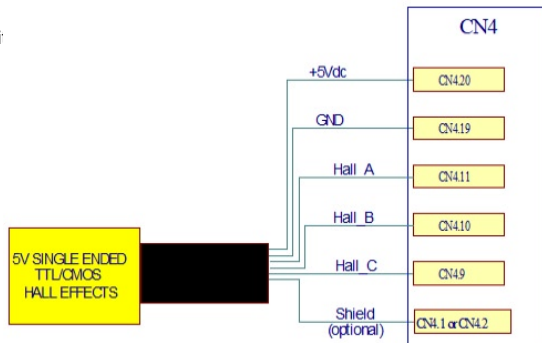 CN4
+5Vdc
CN4.20
GND
CN4.19
Hall_A
CN4.11
Hall_B
CN4.10
Hall_C
CN4.9
Shield
(optional)
CN4.1 or CN4.2
5V SINGLE ENDED
TTL/CMOS
HALL EFFECTS